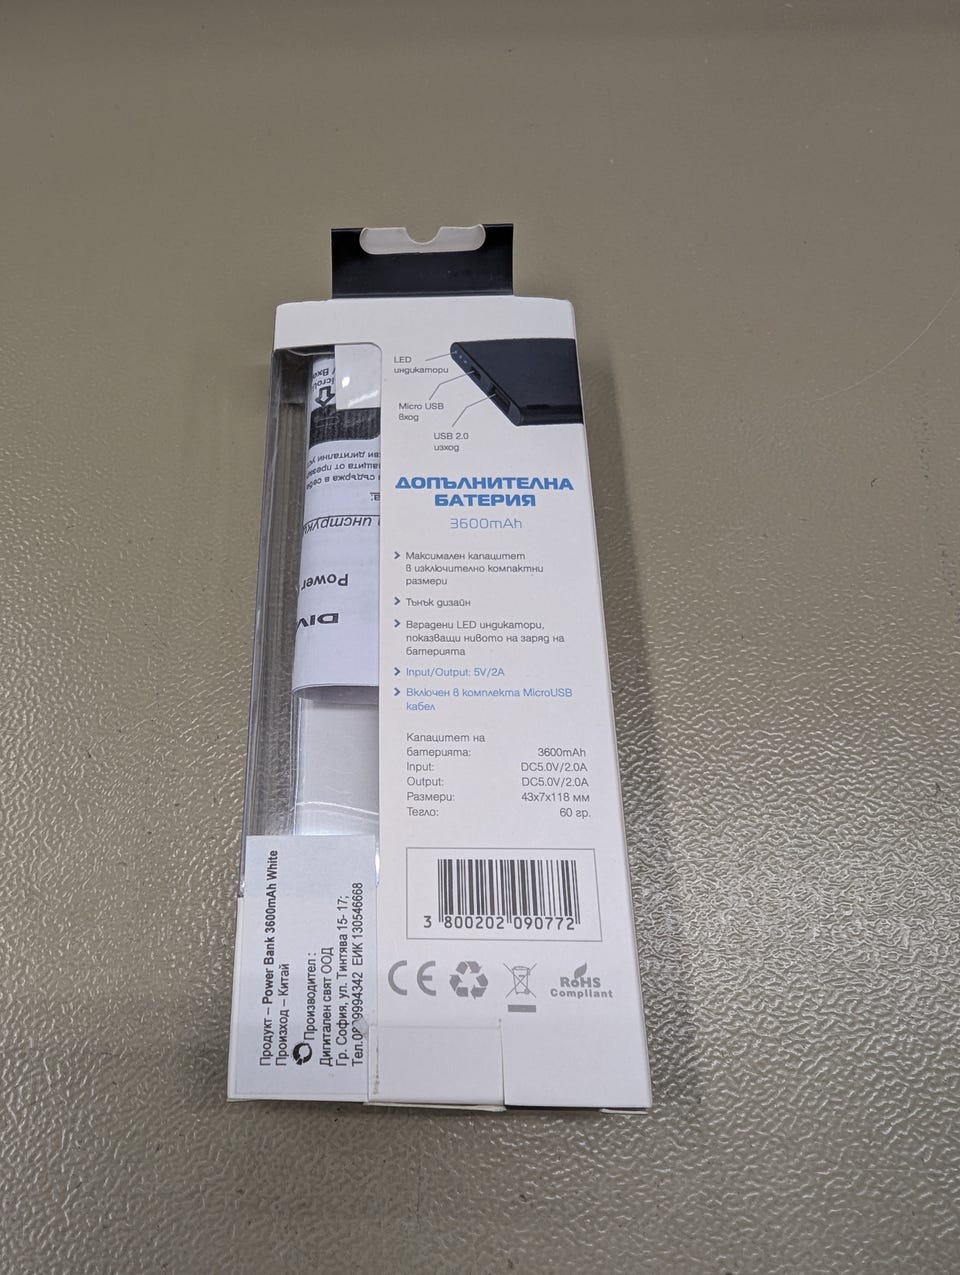 LED
индикатори
Micro USB
вход
USB 2.0
изход
ДОПЪЛНИТЕЛНА
БАТЕРИЯ
3600mAh
Максимален капацитет
в изключително компактни
размери
Тънък дизайн
Вградени LED индикатори,
показващи нивото на заряд на
батерията
Input/Output: 5V/2A
Включен в комплекта MicroUSB
кабел
Капацитет на
батерията: 3600mAh
Input: DC5.0V/2.0A
Output: DC5.0V/2.0A
Размери: 43x7x118 мм
Тегло: 60 гр.
3 800202 090772
CE
RoHS
Compliant
Продукт – Power Bank 3600mAh White
Произход – Китай
Производител :
Дигитален свят ООД
Гр. София, ул. Тинтява 15- 17;
ЕИК 130546668
Power
съдържа в себе